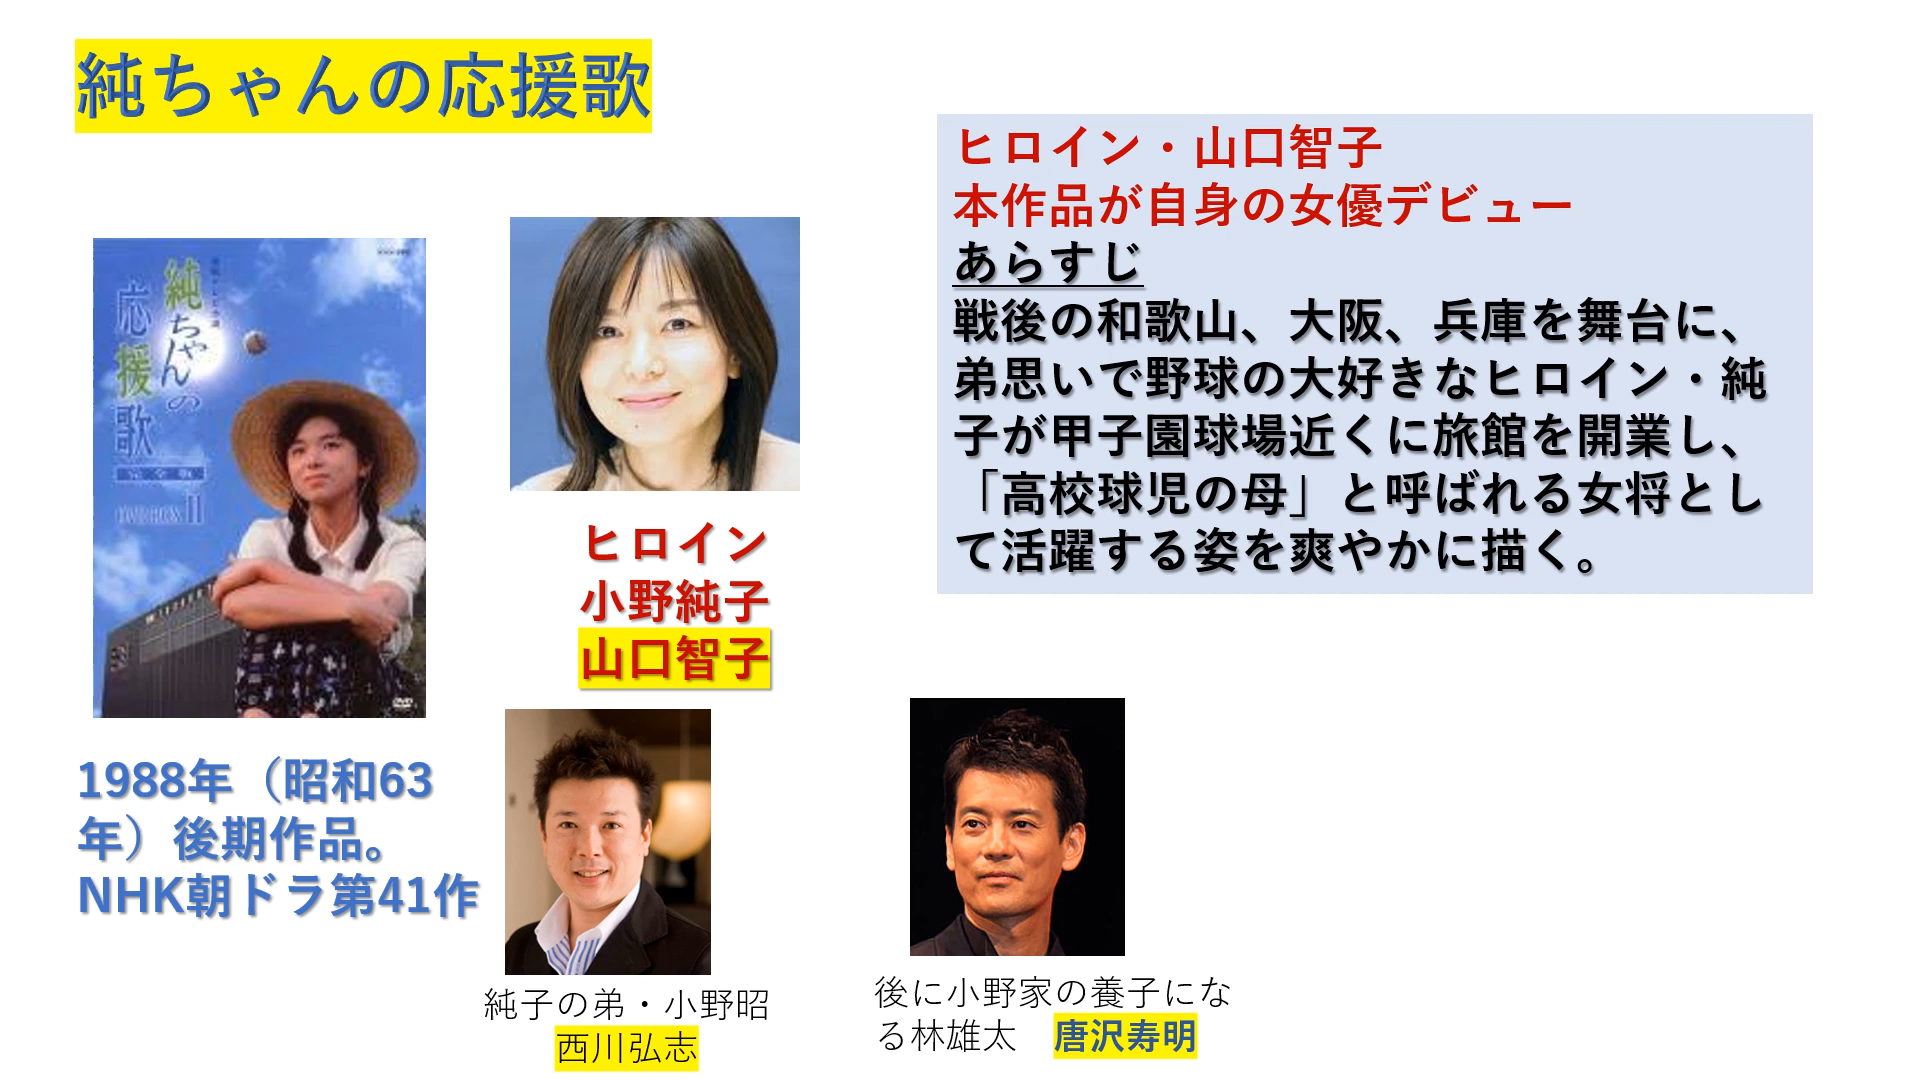 純ちゃんの応援歌
ヒロイン・山口智子
本作品が自身の女優デビュー
あらすじ
戦後の和歌山、大阪、兵庫を舞台に、
弟思いで野球の大好きなヒロイン・純
子が甲子園球場近くに旅館を開業し、
「高校球児の母」と呼ばれる女将とし
て活躍する姿を爽やかに描く。
純ちゃんの
応援歌
完全版
DVD-BOX II
ヒロイン
小野純子
山口智子
1988年（昭和63
年）後期作品。
NHK朝ドラ第41作
純子の弟・小野昭
西川弘志
後に小野家の養子にな
る林雄太　唐沢寿明